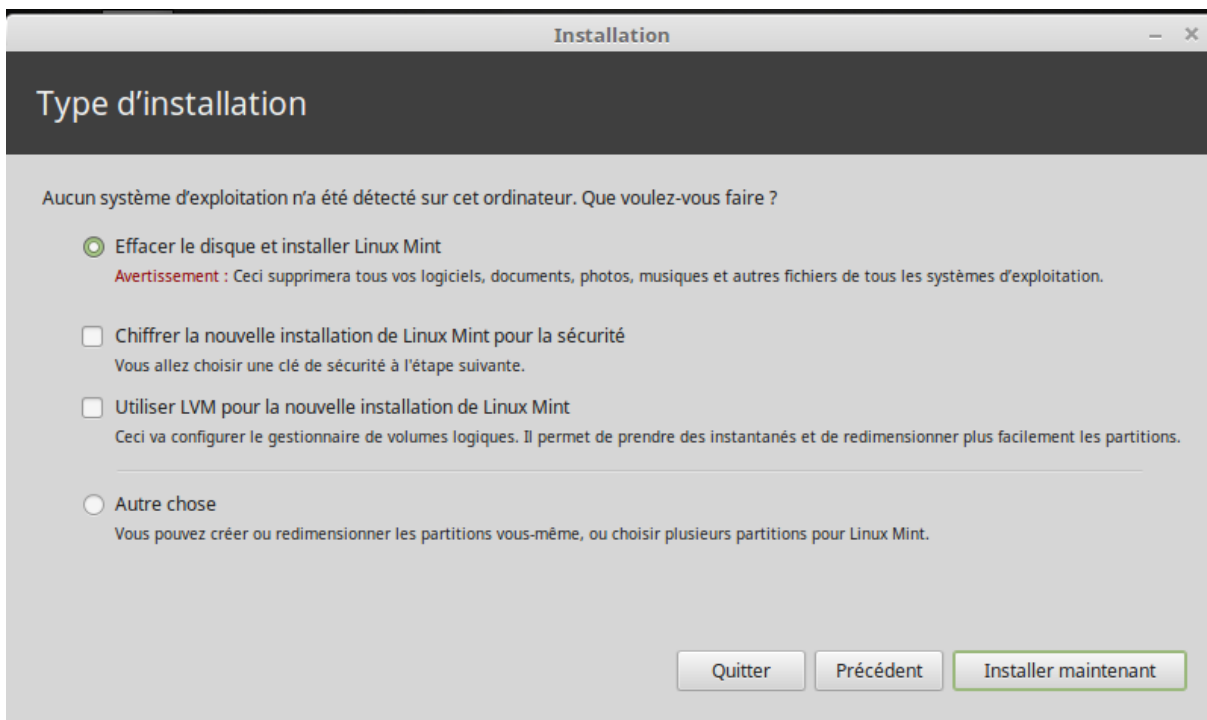 Installation
Type d’installation
Aucun système d’exploitation n’a été détecté sur cet ordinateur. Que voulez-vous faire ?
Effacer le disque et installer Linux Mint
Avertissement : Ceci supprimera tous vos logiciels, documents, photos, musiques et autres fichiers de tous les systèmes d’exploitation.
Chiffrer la nouvelle installation de Linux Mint pour la sécurité
Vous allez choisir une clé de sécurité à l'étape suivante.
Utiliser LVM pour la nouvelle installation de Linux Mint
Ceci va configurer le gestionnaire de volumes logiques. Il permet de prendre des instantanés et de redimensionner plus facilement les partitions.
Autre chose
Vous pouvez créer ou redimensionner les partitions vous-même, ou choisir plusieurs partitions pour Linux Mint.
Quitter Précédent Installer maintenant